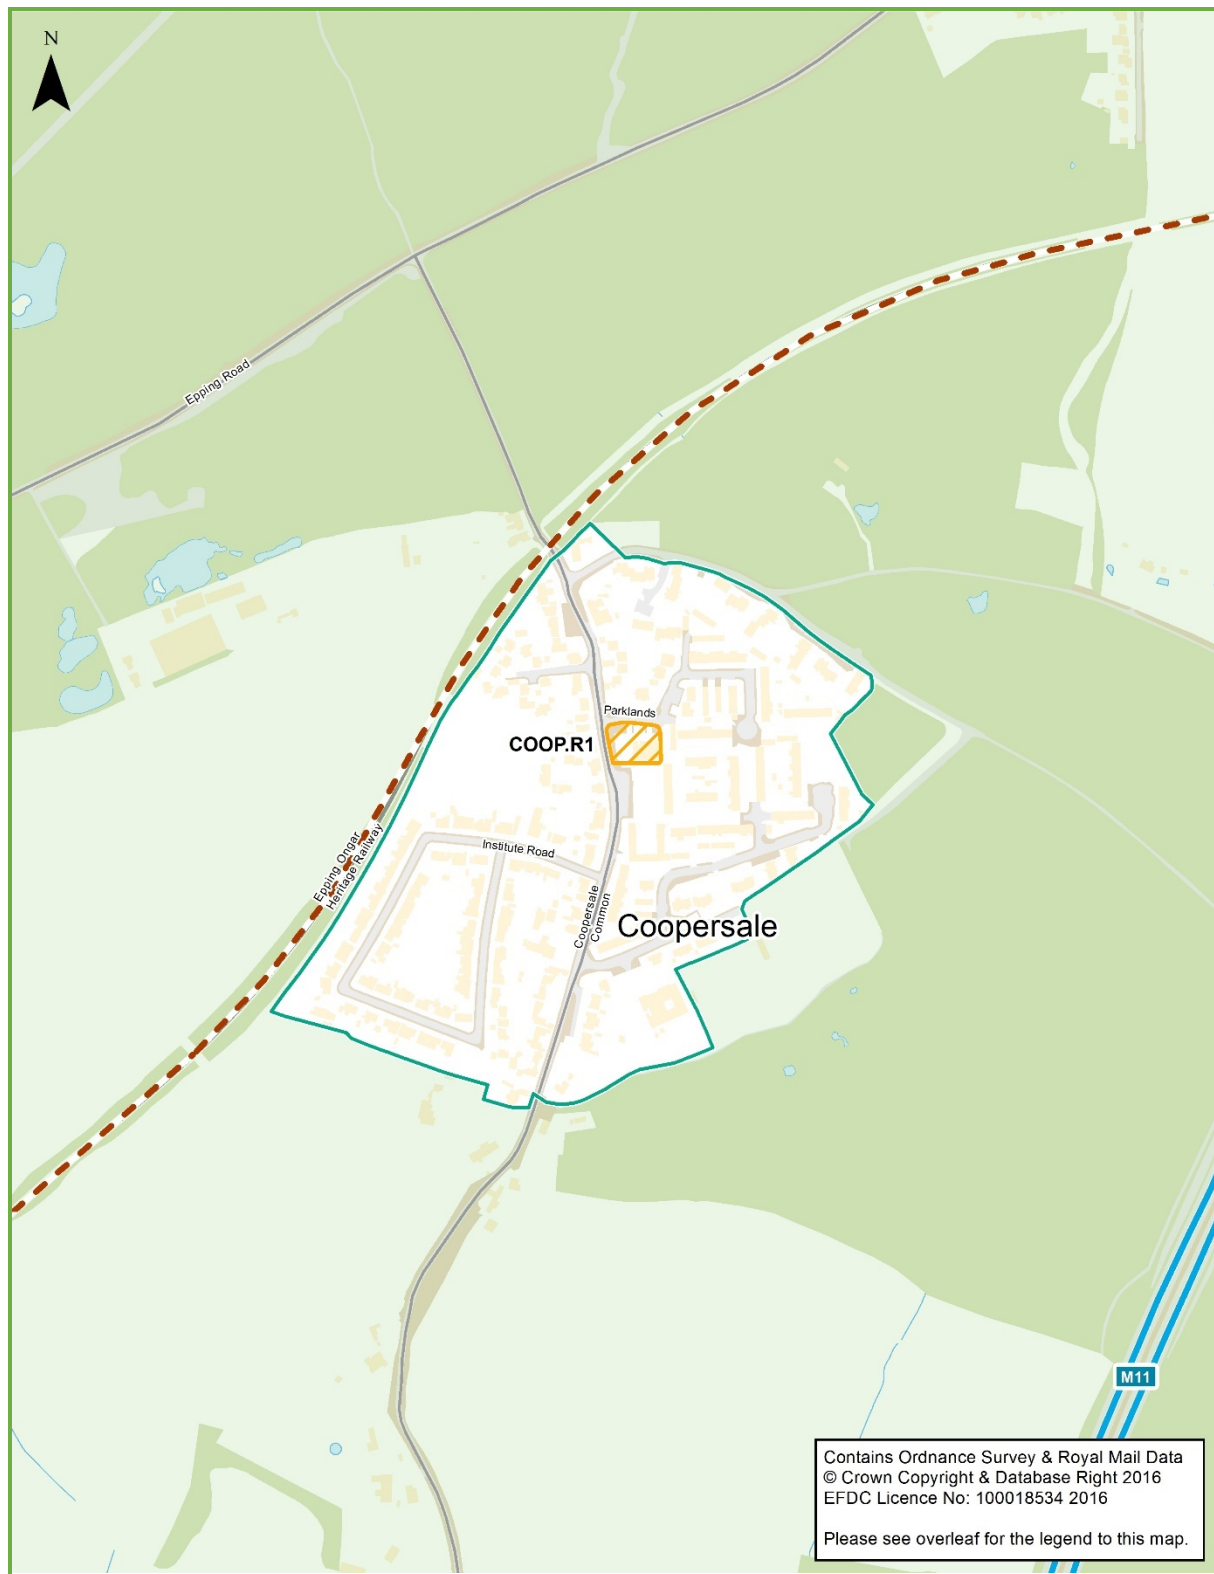 N
Epping Road
Parklands
COOP.R1
Institute Road
Epping Ongar
Heritage Railway
Coopersale
Common
Coopersale
M11
Contains Ordnance Survey & Royal Mail Data
© Crown Copyright & Database Right 2016
EFDC Licence No: 100018534 2016
Please see overleaf for the legend to this map.